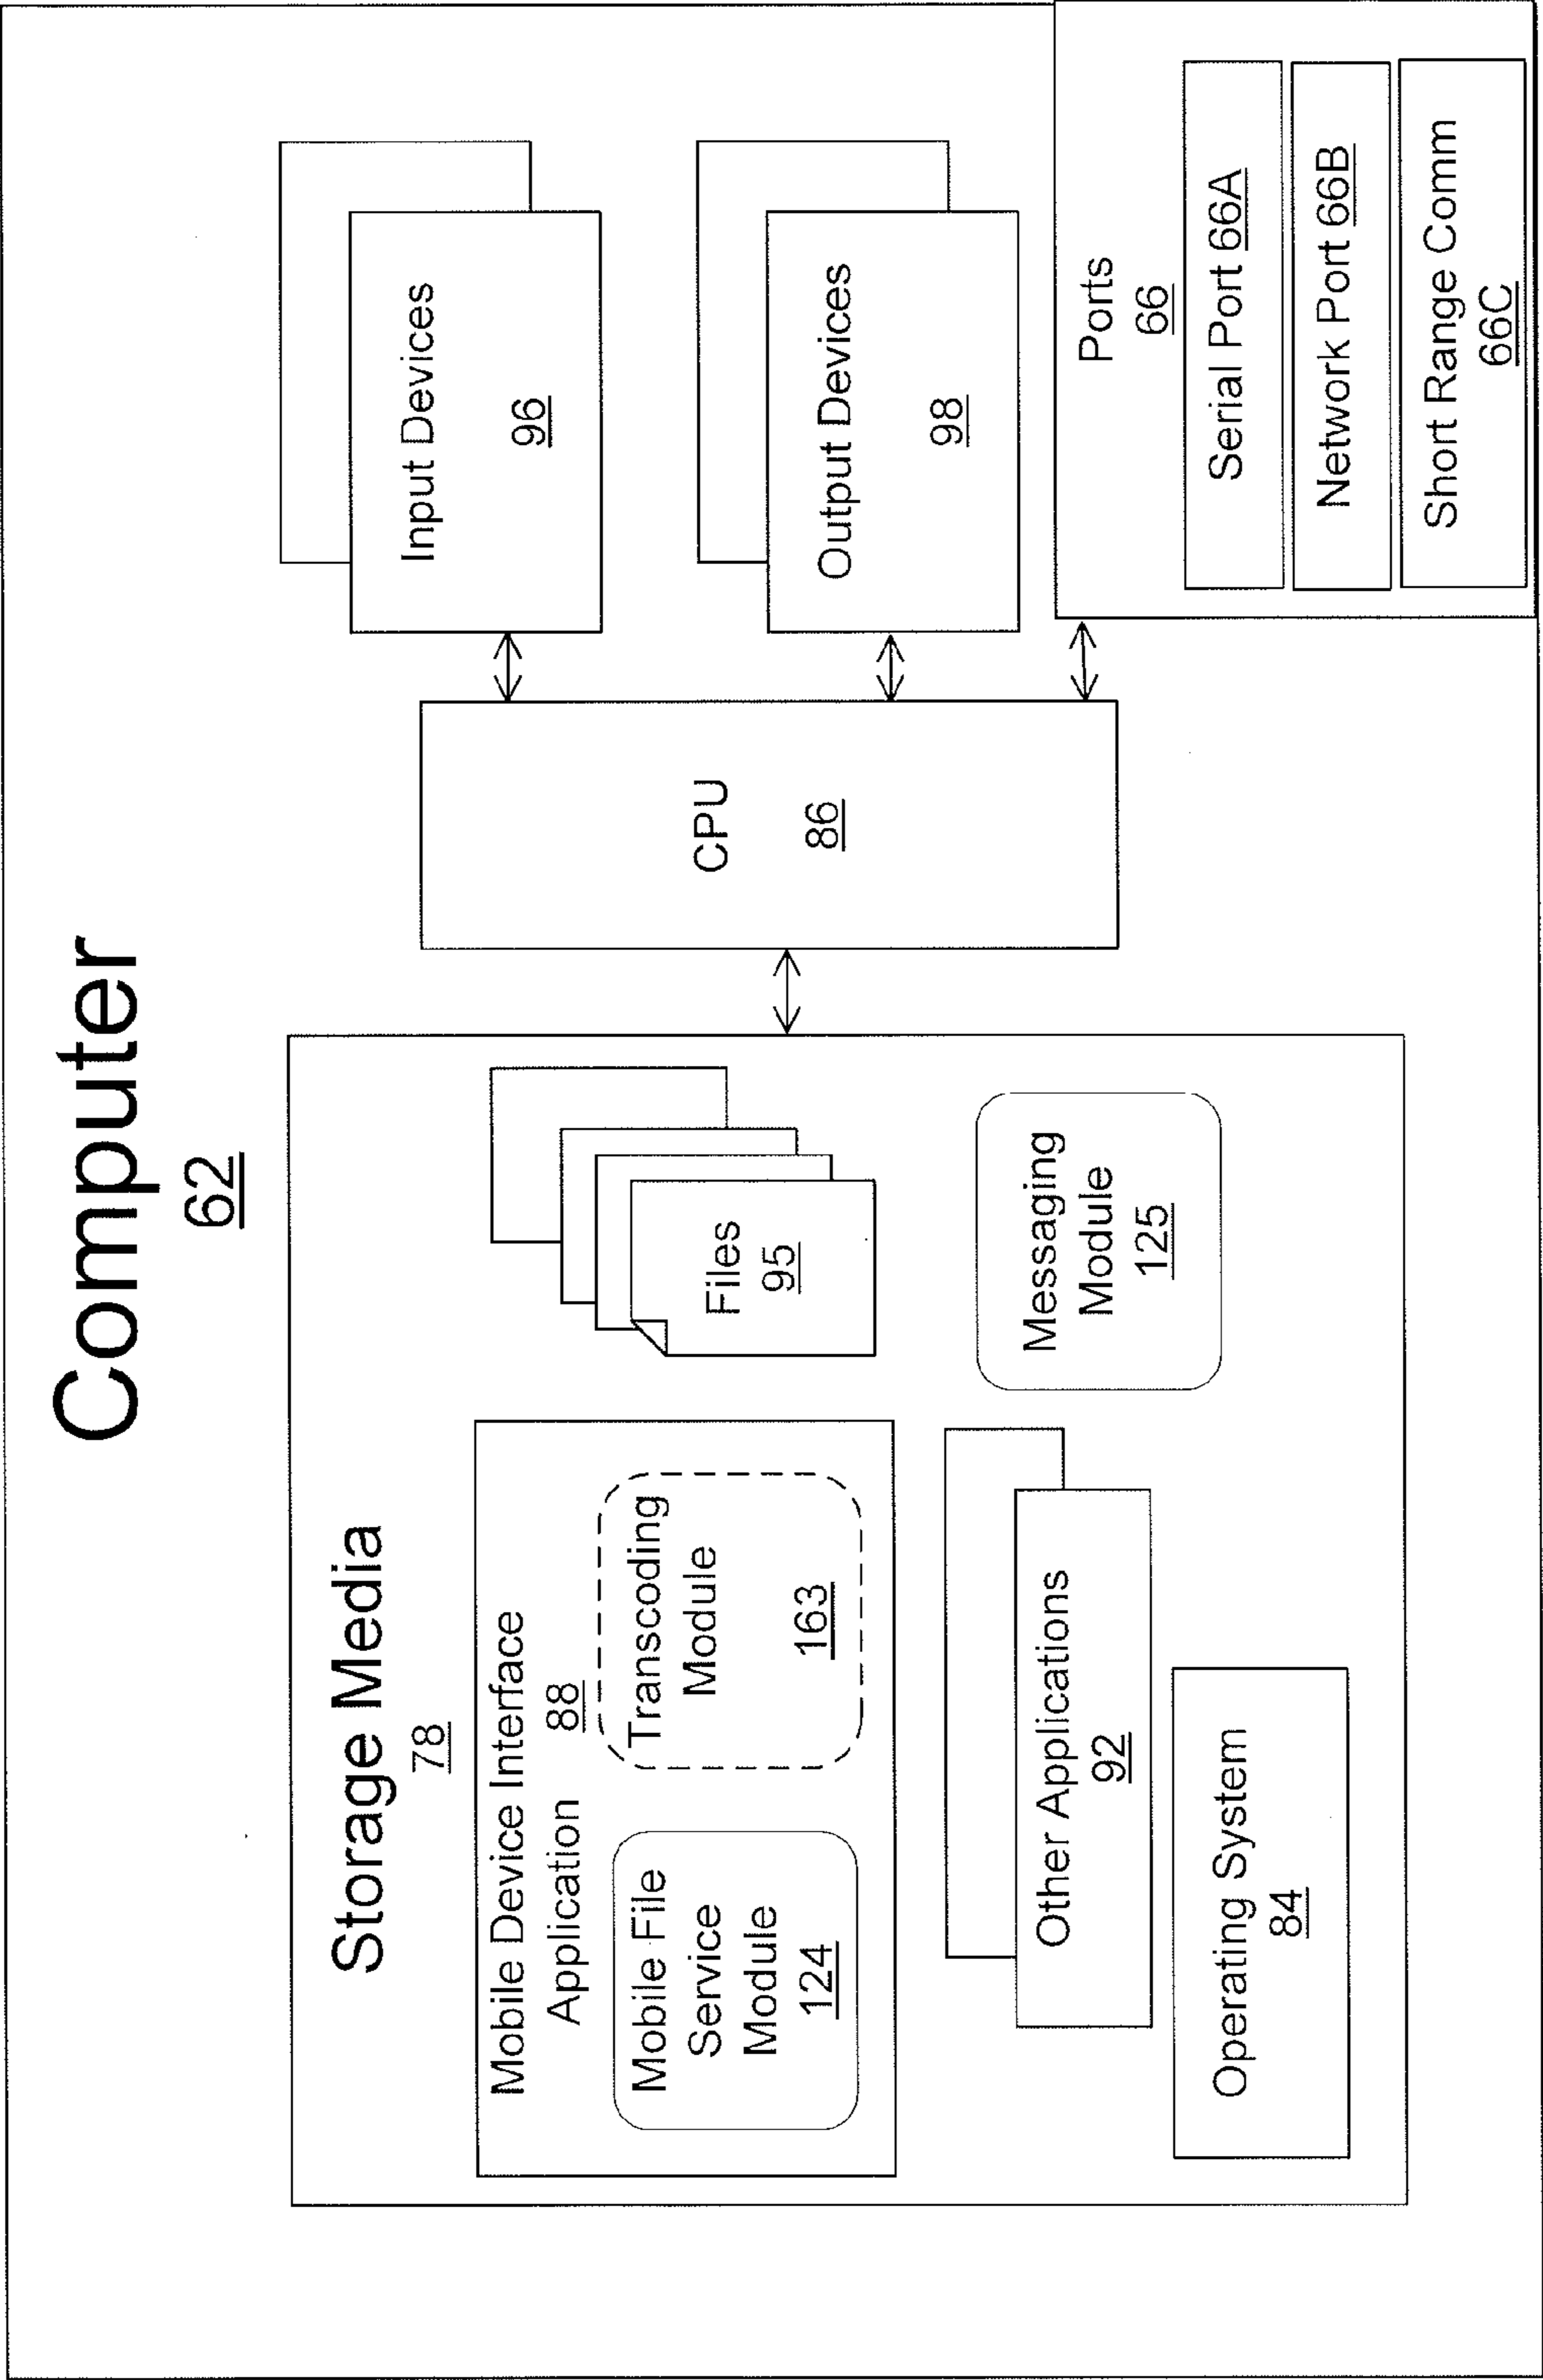 Computer
62
Storage Media
78
Mobile Device Interface
Application 88
Mobile File
Service
Module
124
Transcoding
Module
163
Files
95
Other Applications
92
Messaging
Module
125
Operating System
84
CPU
86
Input Devices
96
Output Devices
98
Ports
66
Serial Port 66A
Network Port 66B
Short Range Comm
66C